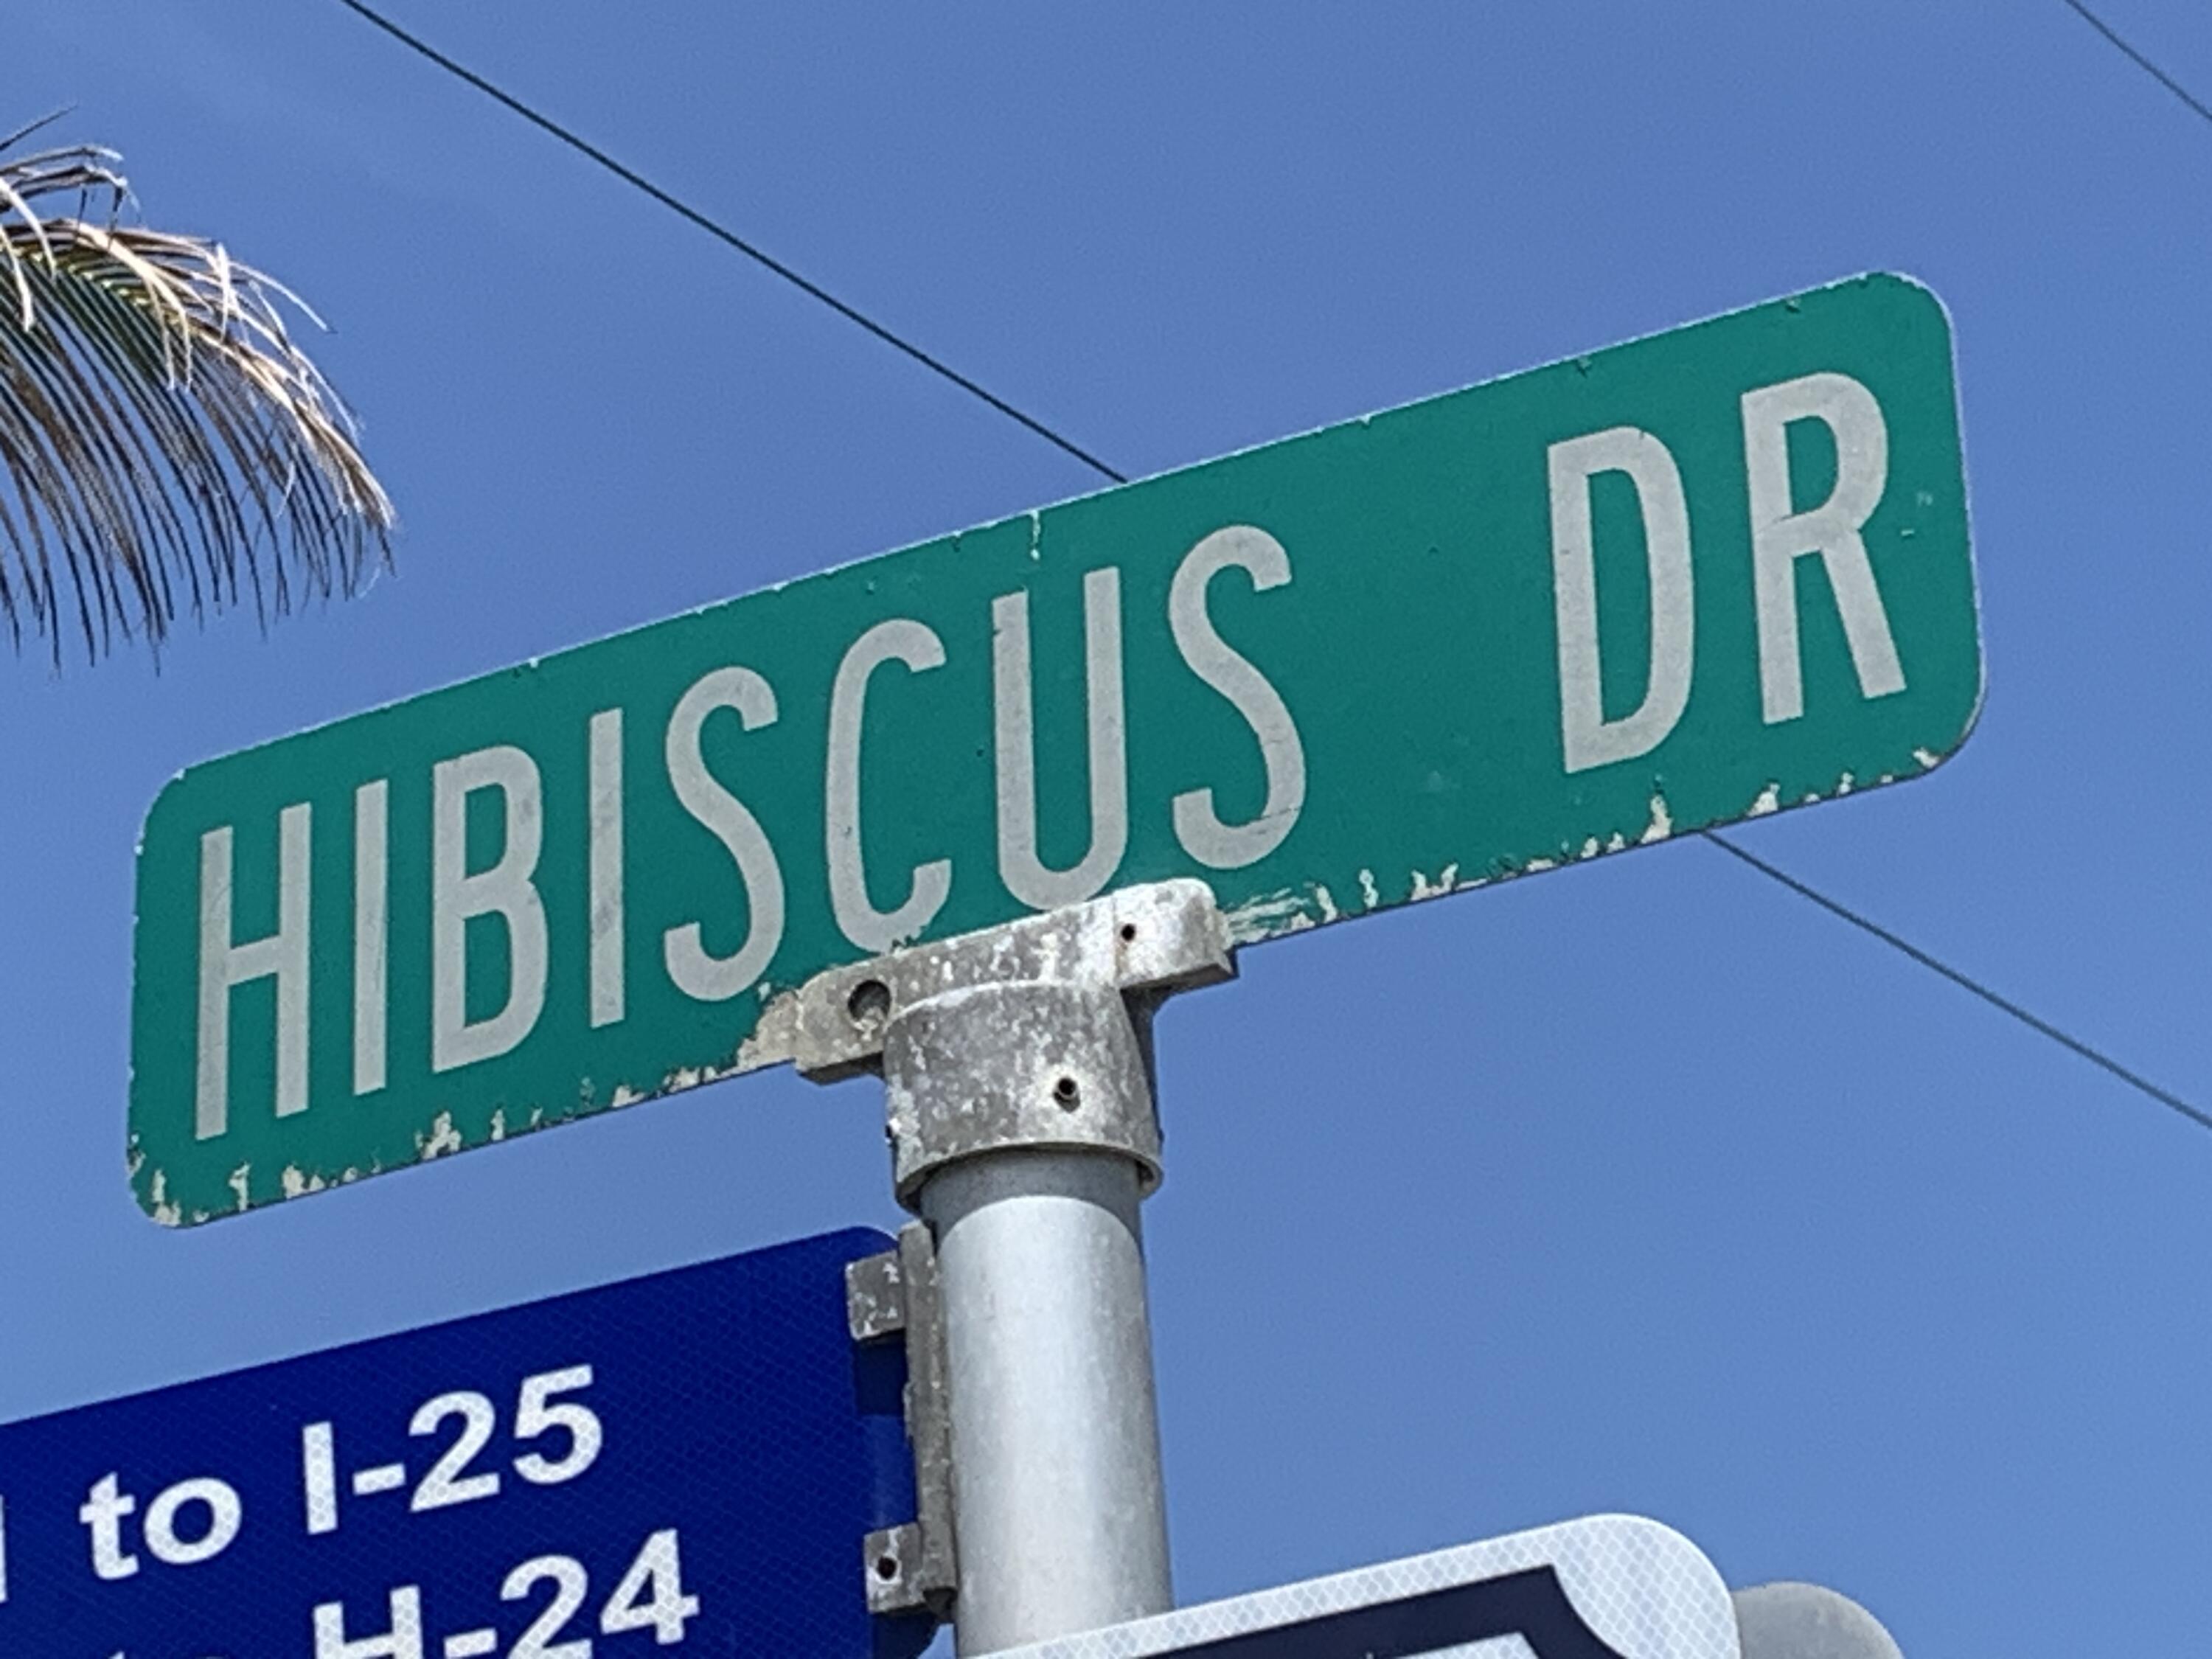 HIBISCUS DR
to I-25
H-24